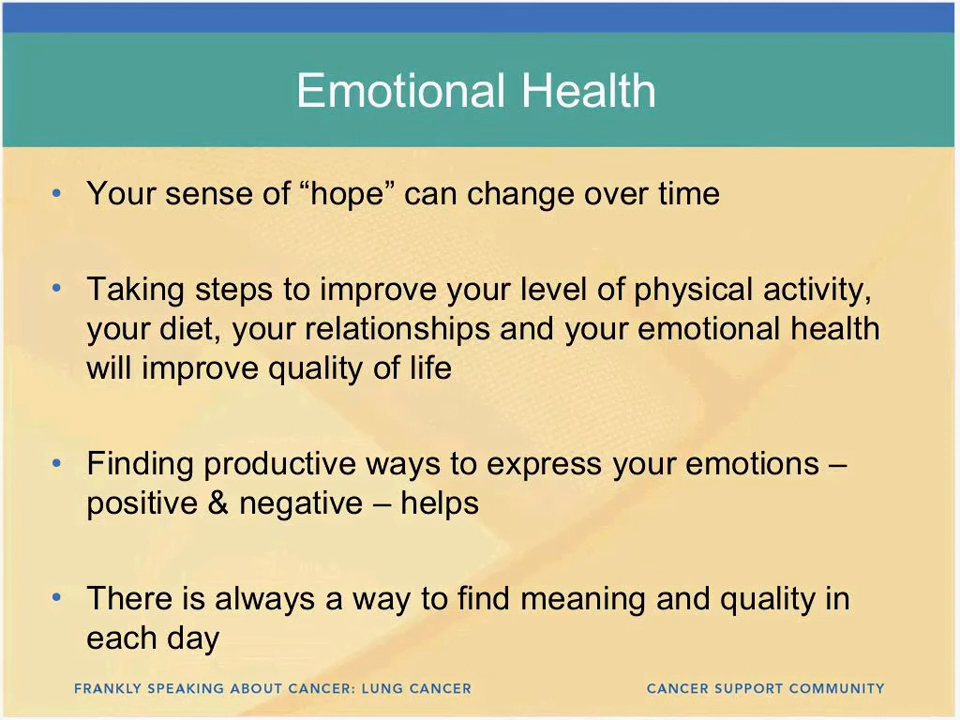 Emotional Health
• Your sense of “hope” can change over time
• Taking steps to improve your level of physical activity,
your diet, your relationships and your emotional health
will improve quality of life
• Finding productive ways to express your emotions –
positive & negative – helps
• There is always a way to find meaning and quality in
each day
FRANKLY SPEAKING ABOUT CANCER: LUNG CANCER
CANCER SUPPORT COMMUNITY